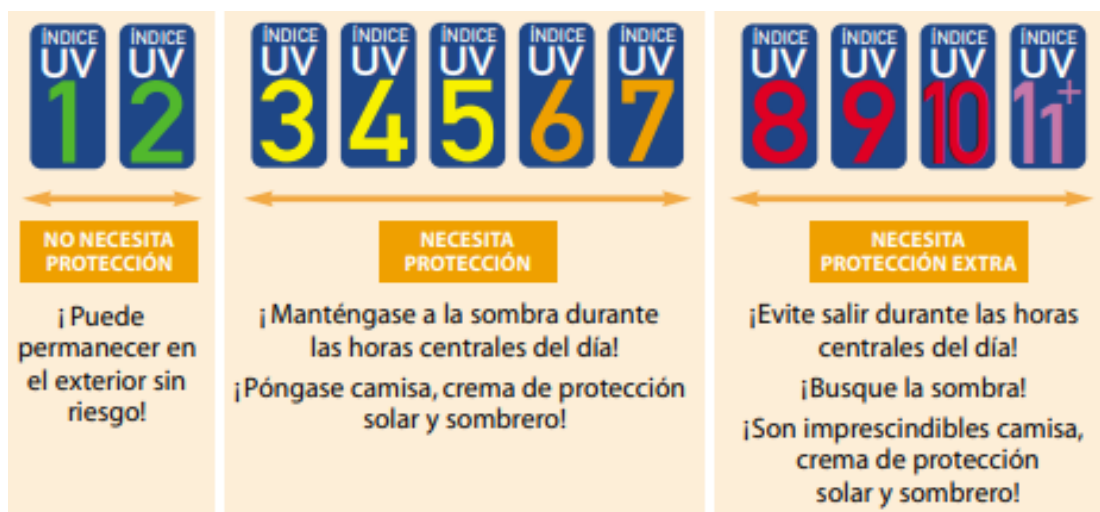 ÍNDICE
UV
1
ÍNDICE
UV
2
NO NECESITA
PROTECCIÓN
¡Puede
permanecer en
el exterior sin
riesgo!
ÍNDICE
UV
3
ÍNDICE
UV
4
ÍNDICE
UV
5
ÍNDICE
UV
6
ÍNDICE
UV
7
NECESITA
PROTECCIÓN
¡Manténgase a la sombra durante
las horas centrales del día!
¡Póngase camisa, crema de protección
solar y sombrero!
ÍNDICE
UV
8
ÍNDICE
UV
9
ÍNDICE
UV
10
ÍNDICE
UV
11+
NECESITA
PROTECCIÓN EXTRA
¡Evite salir durante las horas
centrales del día!
¡Busque la sombra!
¡Son imprescindibles camisa,
crema de protección
solar y sombrero!